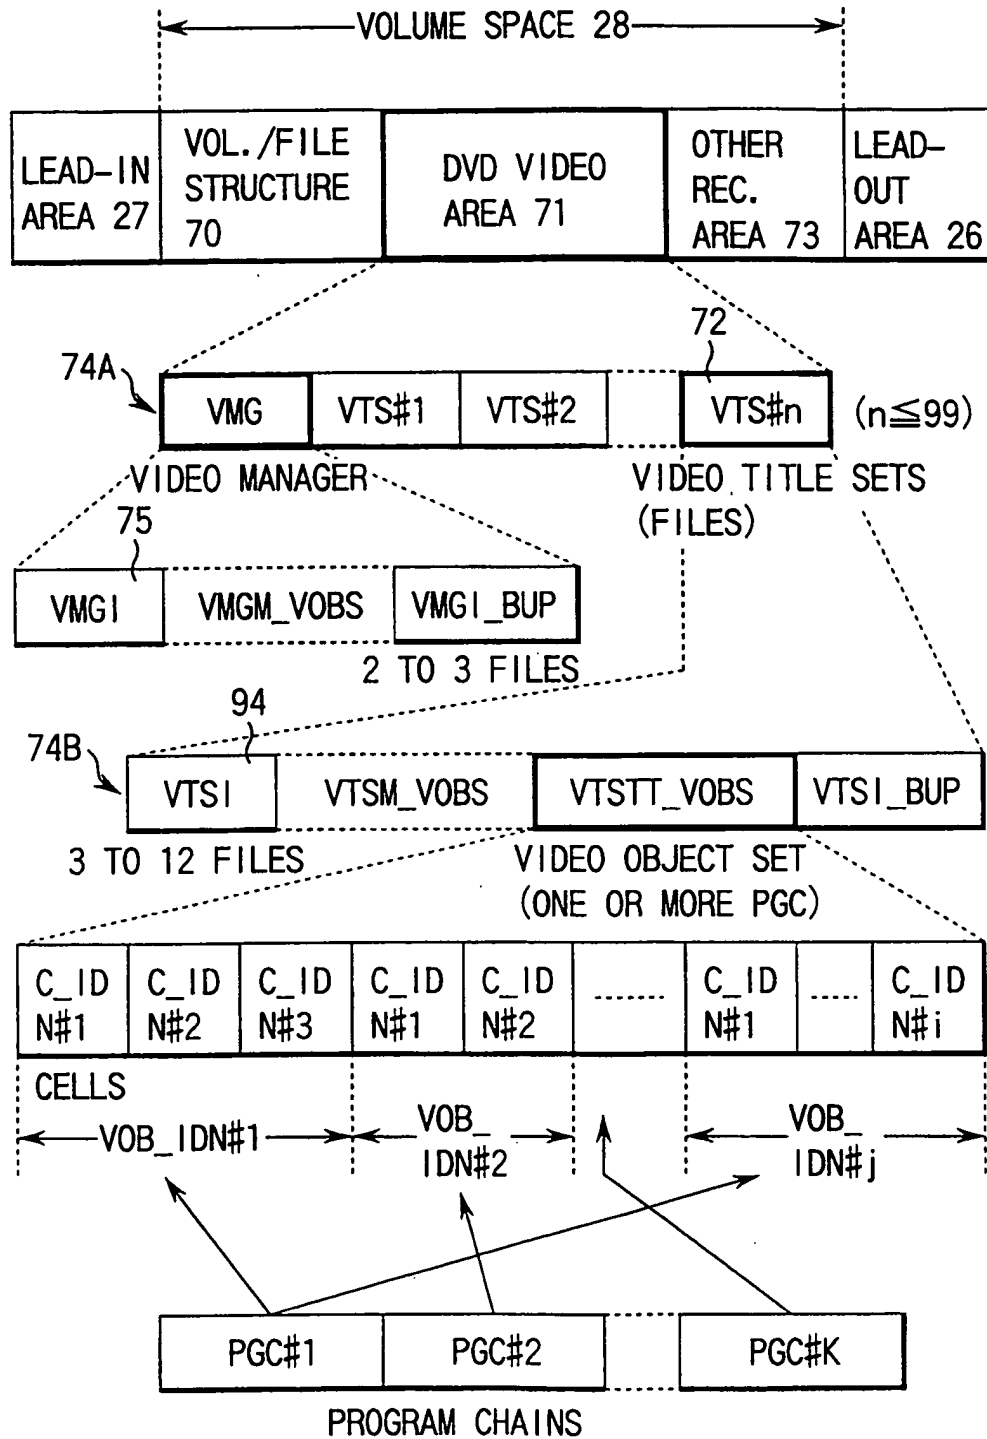 VOLUME SPACE 28
LEAD-IN
AREA 27
VOL./FILE
STRUCTURE
70
DVD VIDEO
AREA 71
OTHER
REC.
AREA 73
LEAD-
OUT
AREA 26
72
74A
VMG
VTS#1
VTS#2
VTS#n
(n≦99)
VIDEO MANAGER
VIDEO TITLE SETS
(FILES)
75
VMGI
VMGM_VOBS
VMGI_BUP
2 TO 3 FILES
94
74B
VTSI
VTSM_VOBS
VTSTT_VOBS
VTSI_BUP
3 TO 12 FILES
VIDEO OBJECT SET
(ONE OR MORE PGC)
C_ID
N#1
C_ID
N#2
C_ID
N#3
C_ID
N#1
C_ID
N#2
........
C_ID
N#1
.....
C_ID
N#i
CELLS
VOB_IDN#1
VOB_
IDN#2
VOB_
IDN#j
PGC#1
PGC#2
PGC#K
PROGRAM CHAINS